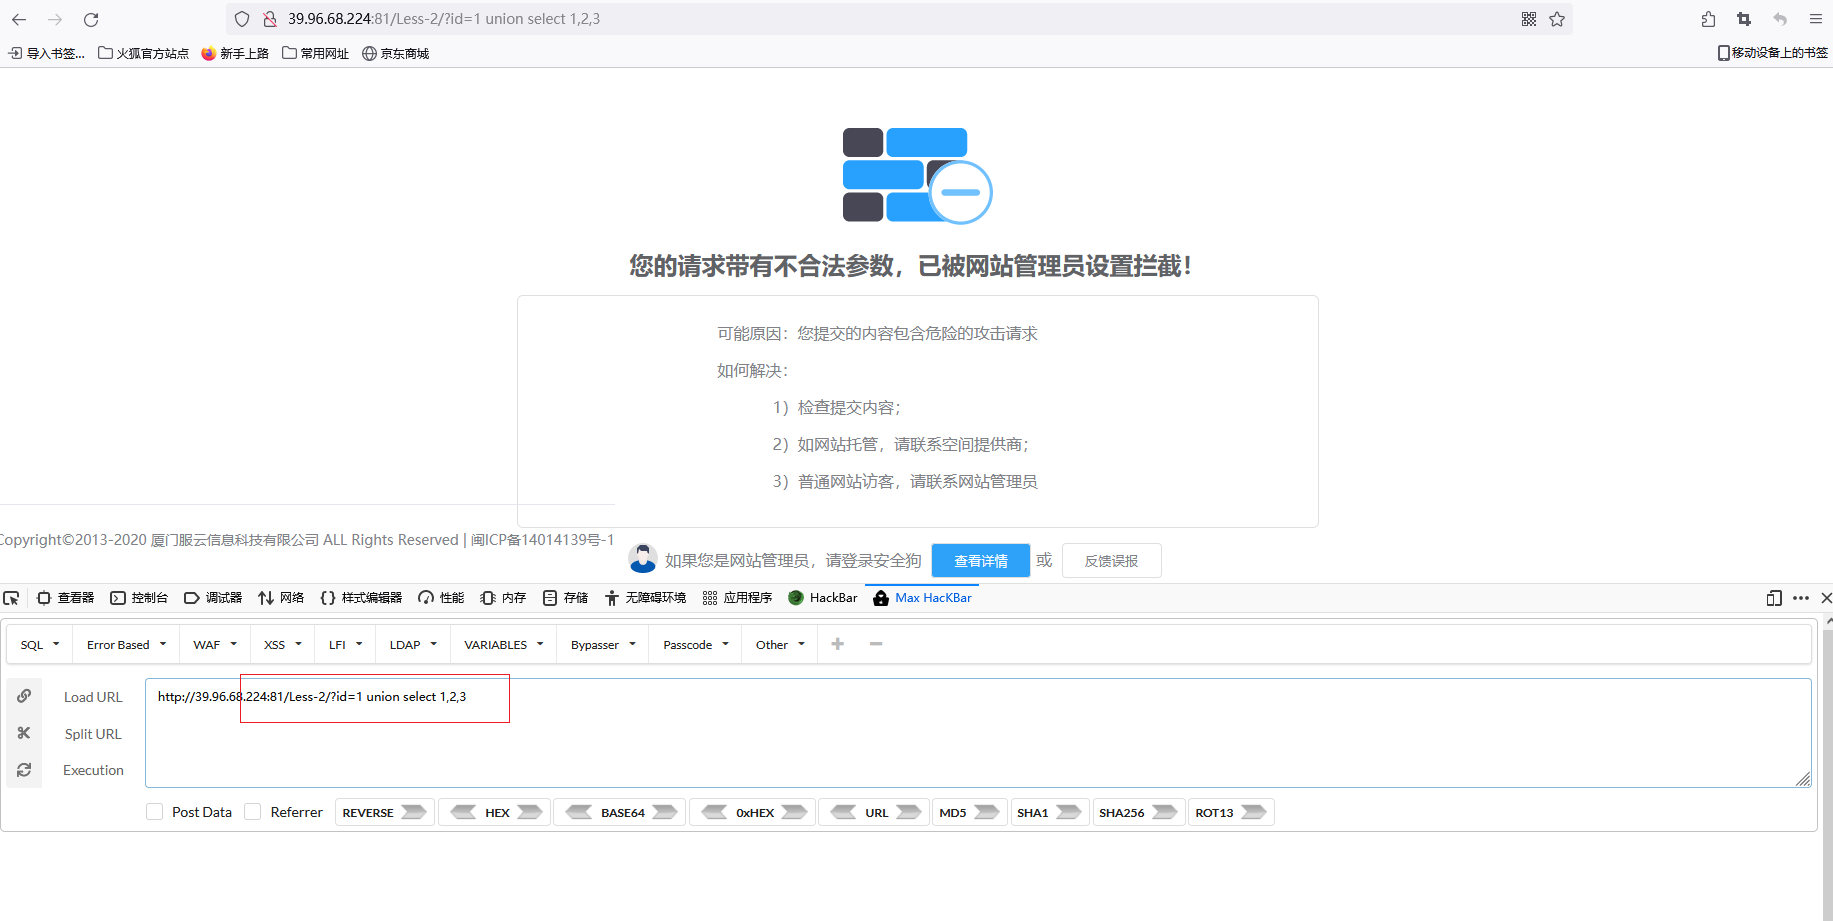 39.96.68.224:81/Less-2/?id=1 union select 1,2,3
导入书签... 火狐官方站点 新手上路 常用网址 京东商城 移动设备上的书签
您的请求带有不合法参数，已被网站管理员设置拦截！
可能原因：您提交的内容包含危险的攻击请求
如何解决：
1）检查提交内容；
2）如网站托管，请联系空间提供商；
3）普通网站访客，请联系网站管理员
Copyright©2013-2020 厦门服云信息科技有限公司 ALL Rights Reserved | 闽ICP备14014139号-1
如果您是网站管理员，请登录安全狗 查看详情 或 反馈误报
查看器 控制台 调试器 网络 样式编辑器 性能 内存 存储 无障碍环境 应用程序 HackBar Max HacKBar
SQL Error Based WAF XSS LFI LDAP VARIABLES Bypasser Passcode Other
Load URL http://39.96.68.224:81/Less-2/?id=1 union select 1,2,3
Split URL
Execution
Post Data Referrer REVERSE HEX BASE64 0xHEX URL MD5 SHA1 SHA256 ROT13